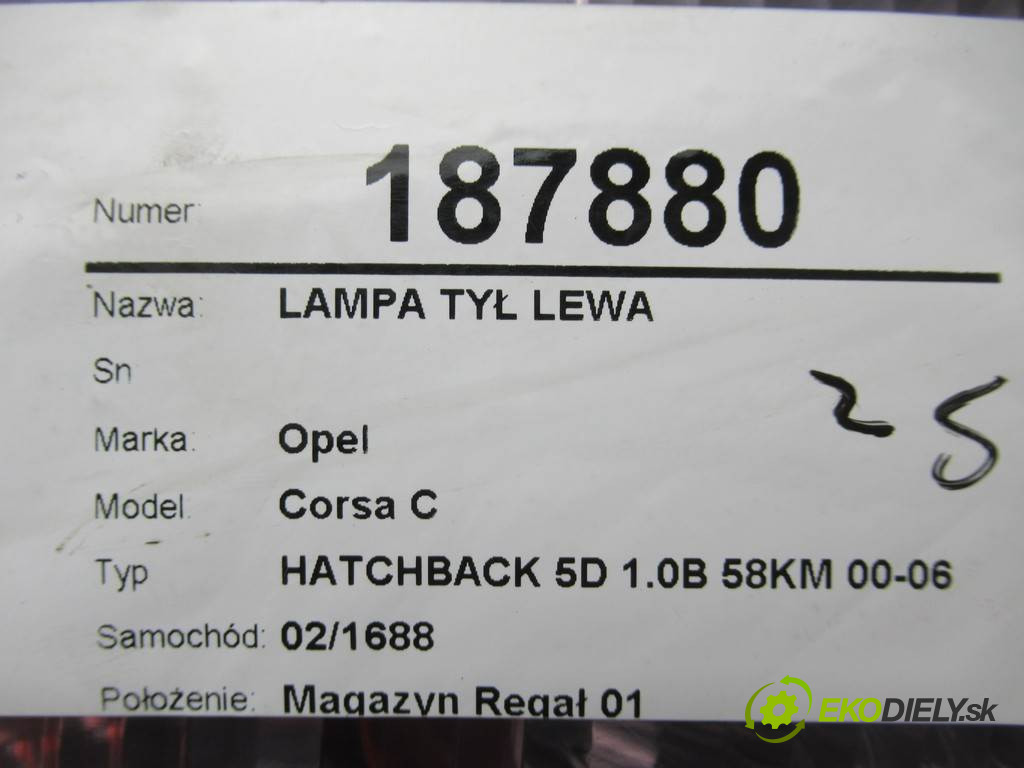 Numer: 187880
Nazwa: LAMPA TYŁ LEWA
Sn
Marka: Opel
25
Model: Corsa C
Typ HATCHBACK 5D 1.0B 58KM 00-06
Samochód: 02/1688
Położenie: Magazyn Regał 01
EKODIELY.sk